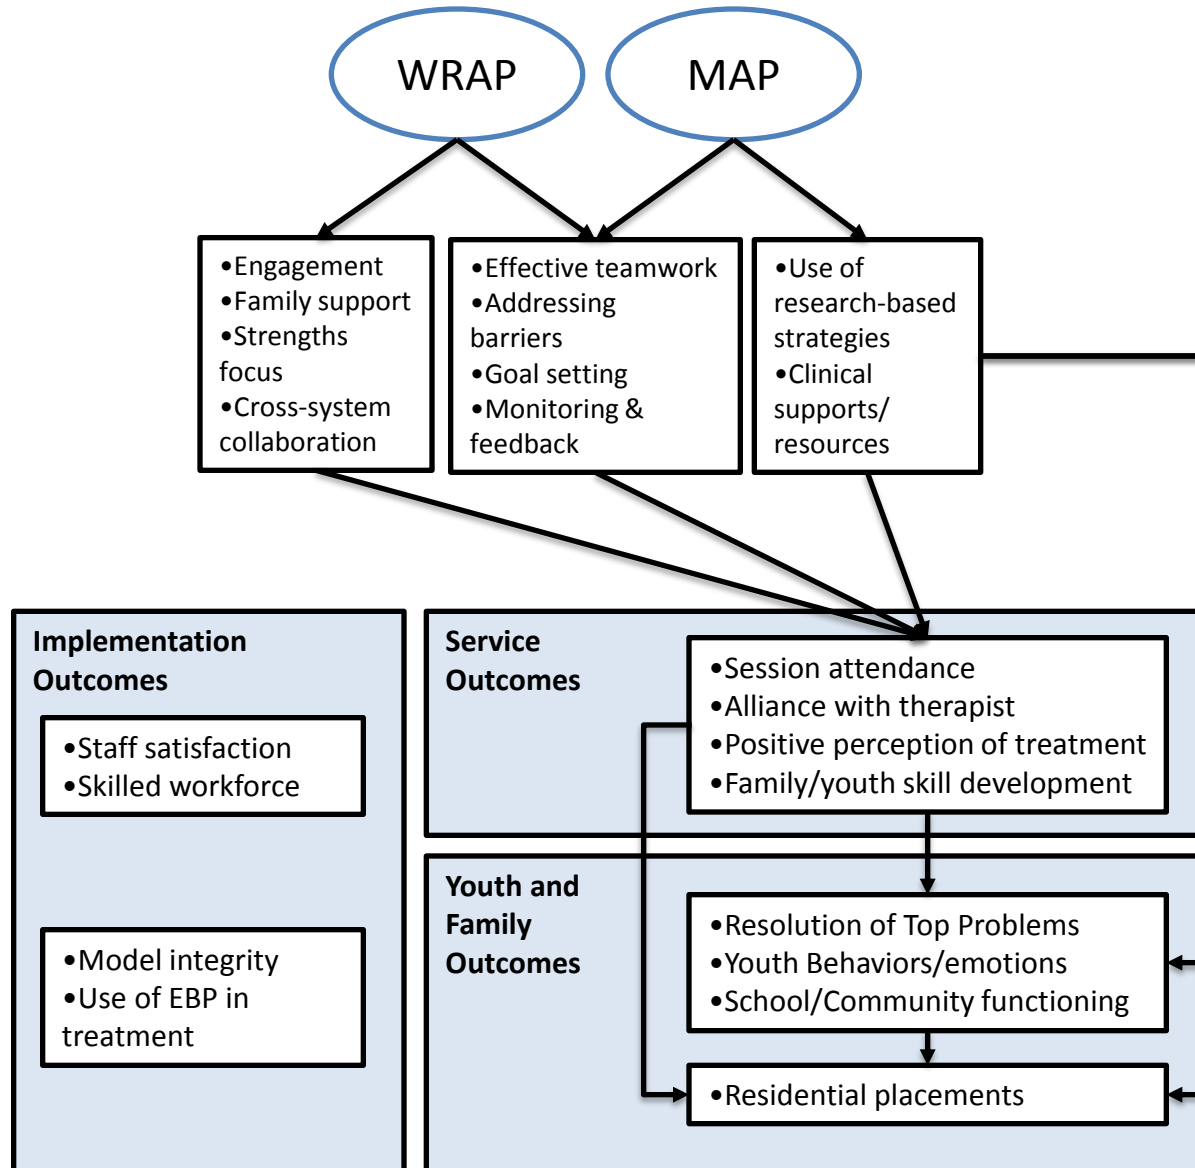 WRAP
MAP
•Engagement
•Family support
•Strengths
focus
•Cross-system
collaboration
•Effective teamwork
•Addressing
barriers
•Goal setting
•Monitoring &
feedback
•Use of
research-based
strategies
•Clinical
supports/
resources
Implementation
Outcomes
•Staff satisfaction
•Skilled workforce
•Model integrity
•Use of EBP in
treatment
Service
Outcomes
•Session attendance
•Alliance with therapist
•Positive perception of treatment
•Family/youth skill development
Youth and
Family
Outcomes
•Resolution of Top Problems
•Youth Behaviors/emotions
•School/Community functioning
•Residential placements